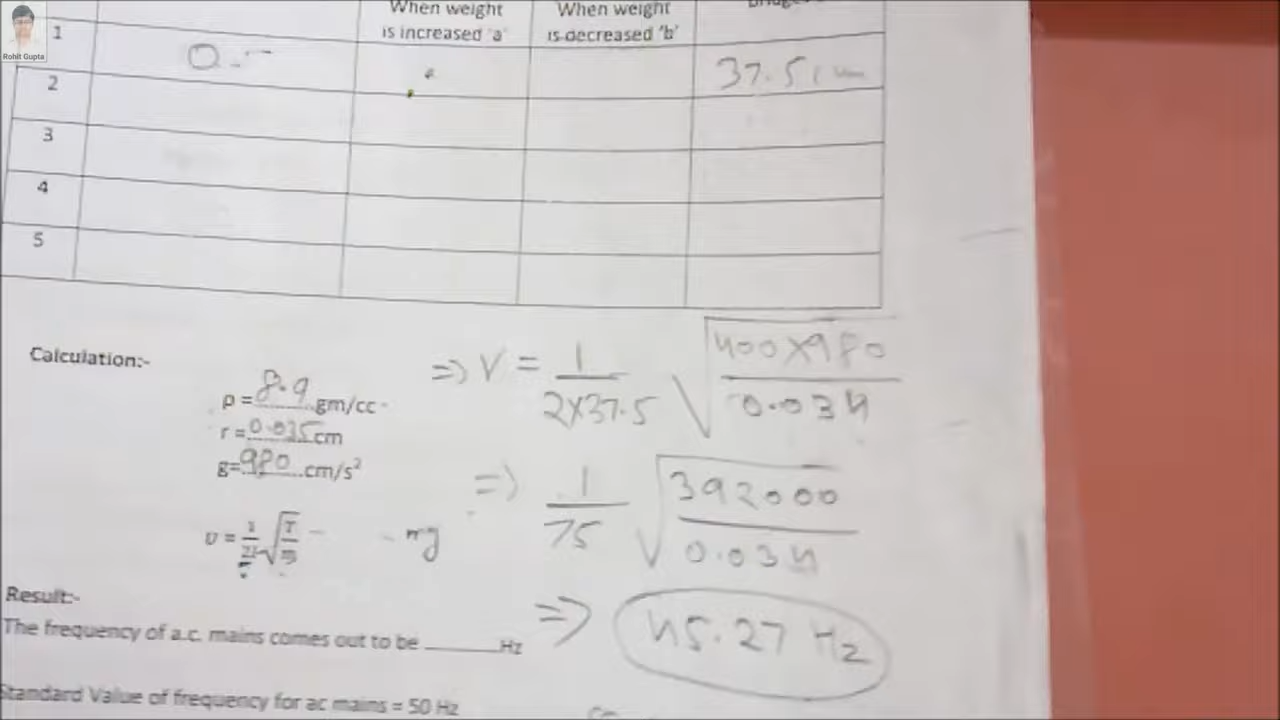 Rohit Gupta
When weight
is increased 'a'
When weight
is decreased 'b'
1
2
37.5 cm
3
4
5
Calculation:-
ρ = 8.9 gm/cc
r = 0.035 cm
g= 980 cm/s²
=> V = 1/(2×37.5) √(400×980/0.034)
=> 1/75 √(392000/0.034)
mg
Result:-
=> 45.27 Hz
The frequency of a.c. mains comes out to be ________Hz
Standard Value of frequency for ac mains = 50 Hz